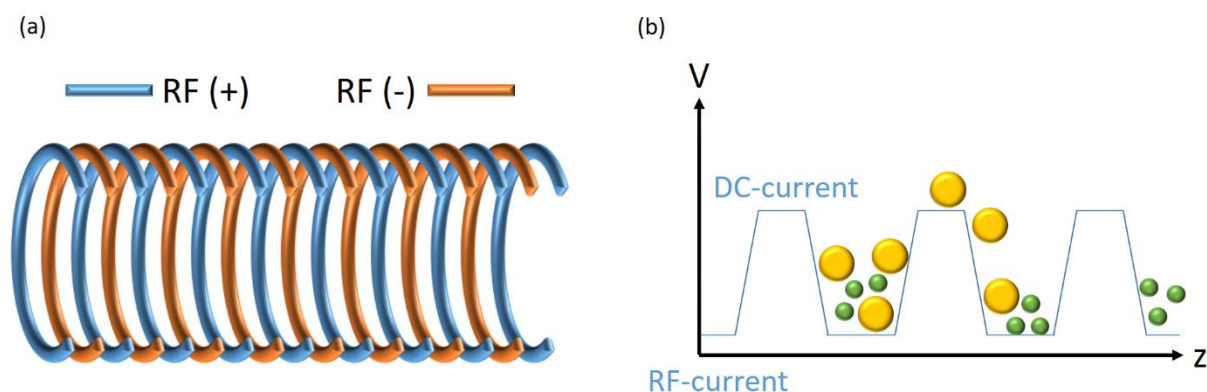 (a)
RF (+)
RF (-)
(b)
V
DC-current
z
RF-current